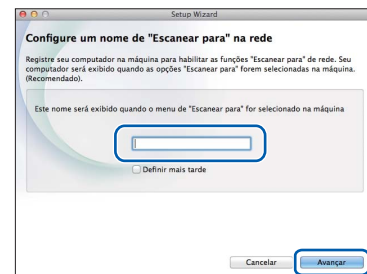 Setup Wizard
Configure um nome de "Escanear para" na rede
Registre seu computador na máquina para habilitar as funções "Escanear para" de rede. Seu
computador será exibido quando as opções "Escanear para" forem selecionadas na máquina.
(Recomendado).
Este nome será exibido quando o menu de "Escanear para" for selecionado na máquina
Definir mais tarde
Cancelar
Avançar